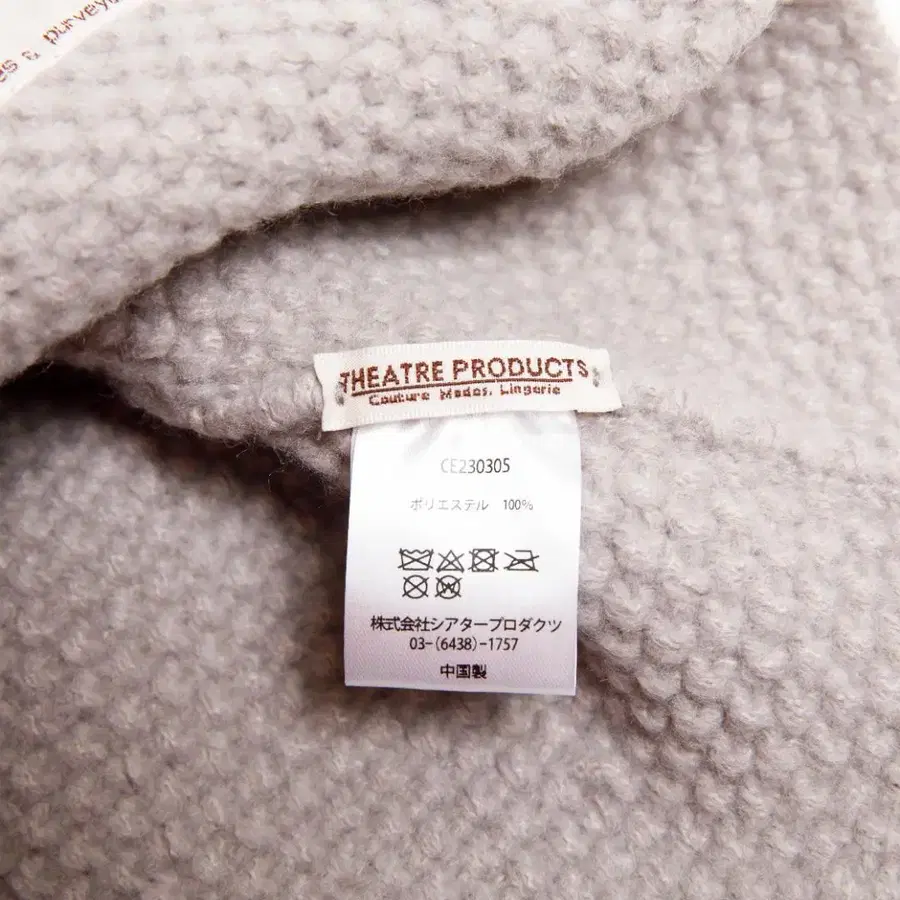 & purvey
THEATRE PRODUCTS
Couture Modes, Lingerie
CE230305
ポリエステル 100%
株式会社シアタープロダクツ
03-(6438)-1757
中国製